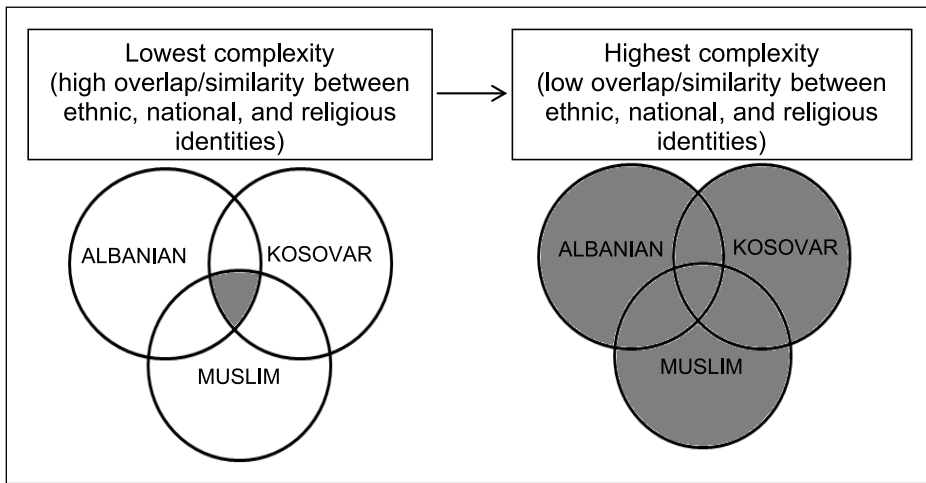 Lowest complexity
(high overlap/similarity between
ethnic, national, and religious
identities)
Highest complexity
(low overlap/similarity between
ethnic, national, and religious
identities)
ALBANIAN
KOSOVAR
MUSLIM
ALBANIAN
KOSOVAR
MUSLIM